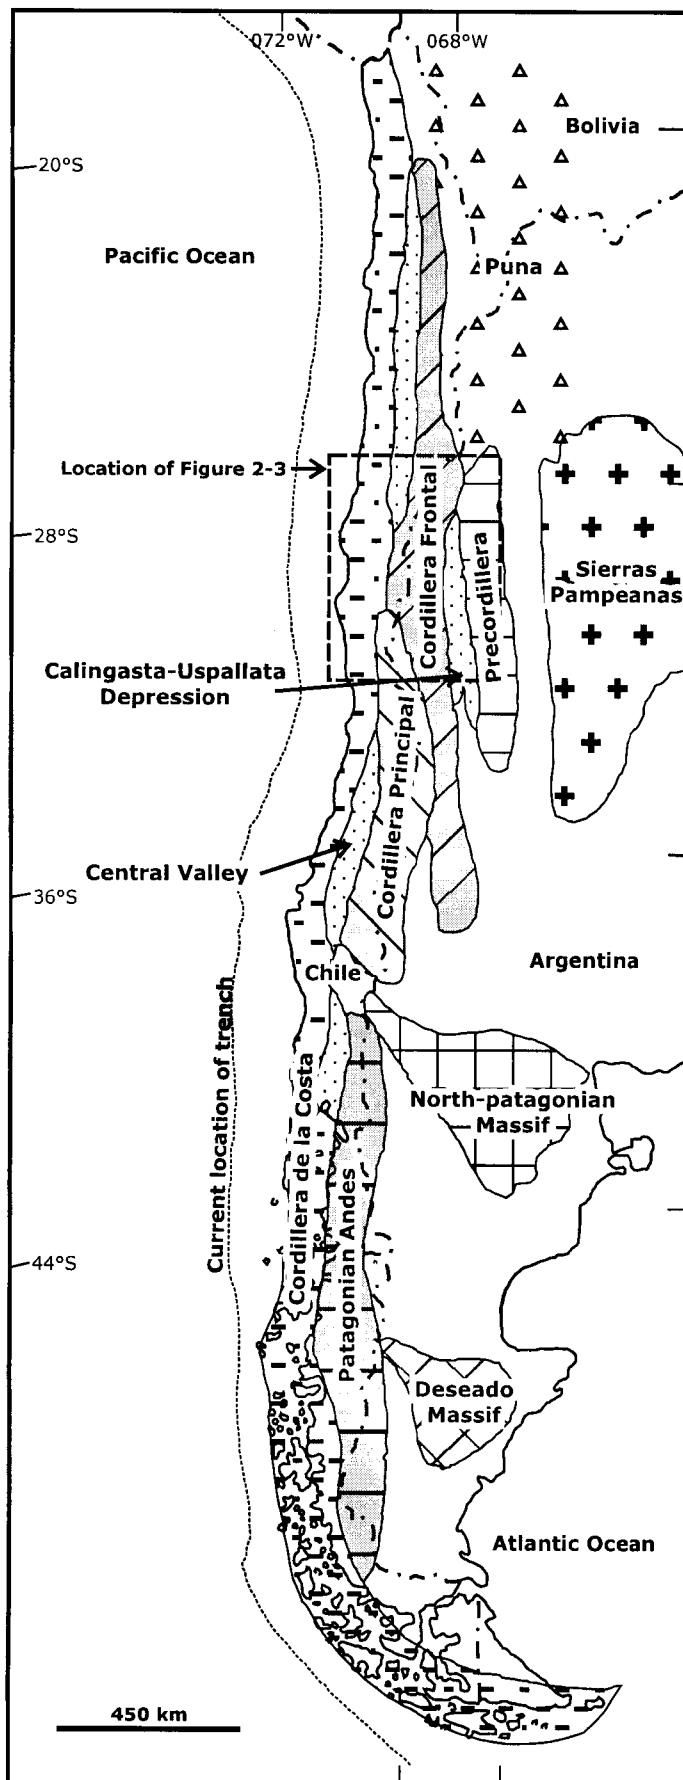 072°W
068°W
Bolivia
20°S
Pacific Ocean
Puna
Location of Figure 2-3
28°S
Cordillera Frontal
Precordillera
Sierras
Pampeanas
Calingasta-Uspallata
Depression
Cordillera Principal
Central Valley
36°S
Argentina
Chile
Current location of trench
Cordillera de la Costa
North-patagonian
Massif
Patagonian Andes
44°S
Deseado
Massif
Atlantic Ocean
450 km